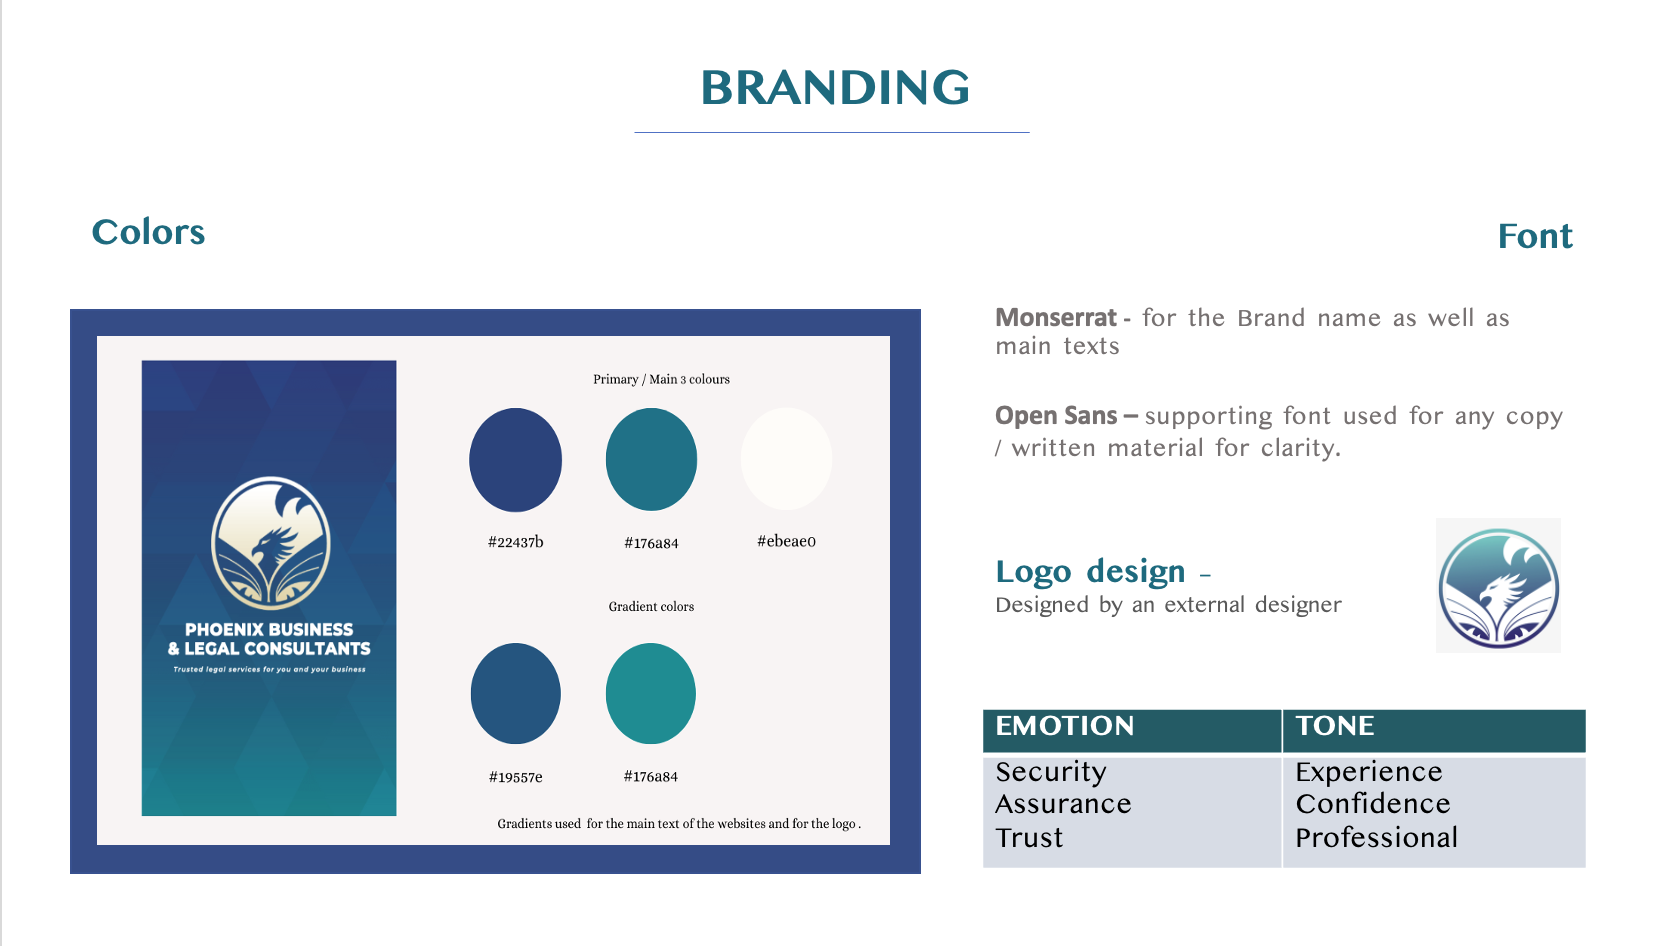 BRANDING
Colors
Font
Primary / Main 3 colours
#22437b
#176a84
#ebeae0
PHOENIX BUSINESS
& LEGAL CONSULTANTS
Trusted legal services for you and your business
Gradient colors
#19557e
#176a84
Gradients used for the main text of the websites and for the logo .
Monserrat - for the Brand name as well as
main texts
Open Sans – supporting font used for any copy
/ written material for clarity.
Logo design –
Designed by an external designer
EMOTION
TONE
Security
Assurance
Trust
Experience
Confidence
Professional